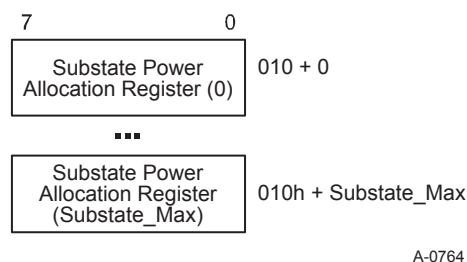 7 0
Substate Power
Allocation Register (0)
010 + 0
...
Substate Power
Allocation Register
(Substate_Max)
010h + Substate_Max
A-0764